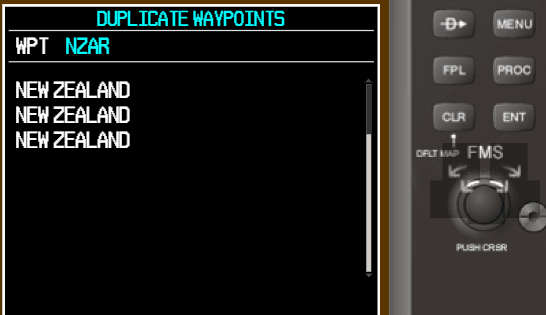 DUPLICATE WAYPOINTS
WPT NZAR
NEW ZEALAND
NEW ZEALAND
NEW ZEALAND
D
MENU
FPL
PROC
CLR
ENT
DFLT MAP
FMS
PUSH CRSR